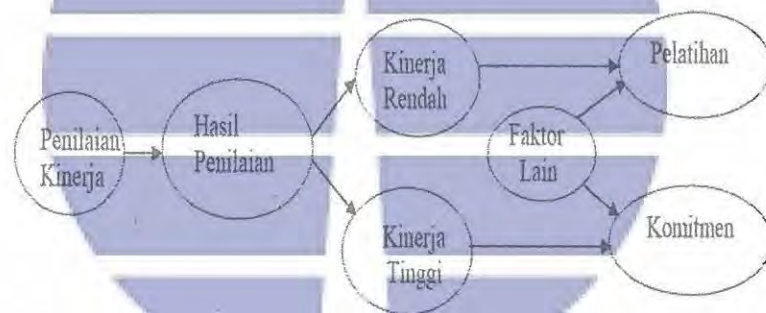 Penilaian
Kinerja
Hasil
Penilaian
Kinerja
Rendah
Kinerja
Tinggi
Faktor
Lain
Pelatihan
Komitmen